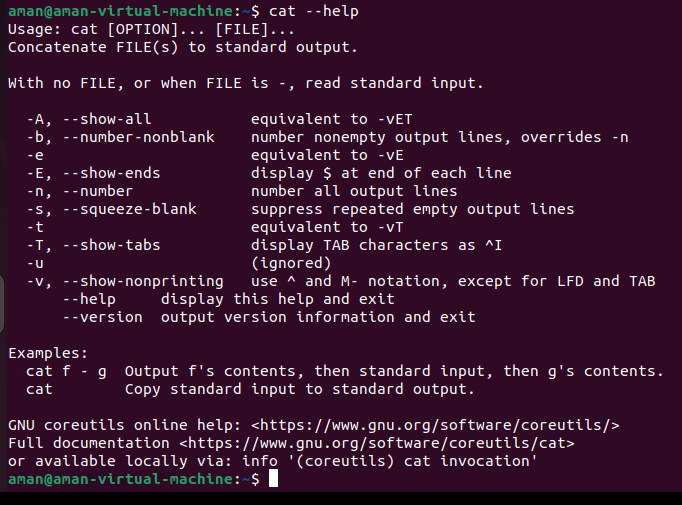 aman@aman-virtual-machine:~$ cat --help
Usage: cat [OPTION]... [FILE]...
Concatenate FILE(s) to standard output.

With no FILE, or when FILE is -, read standard input.

  -A, --show-all           equivalent to -vET
  -b, --number-nonblank    number nonempty output lines, overrides -n
  -e                       equivalent to -vE
  -E, --show-ends          display $ at end of each line
  -n, --number             number all output lines
  -s, --squeeze-blank      suppress repeated empty output lines
  -t                       equivalent to -vT
  -T, --show-tabs          display TAB characters as ^I
  -u                       (ignored)
  -v, --show-nonprinting   use ^ and M- notation, except for LFD and TAB
      --help     display this help and exit
      --version  output version information and exit

Examples:
  cat f - g  Output f's contents, then standard input, then g's contents.
  cat        Copy standard input to standard output.

GNU coreutils online help: <https://www.gnu.org/software/coreutils/>
Full documentation <https://www.gnu.org/software/coreutils/cat>
or available locally via: info '(coreutils) cat invocation'
aman@aman-virtual-machine:~$